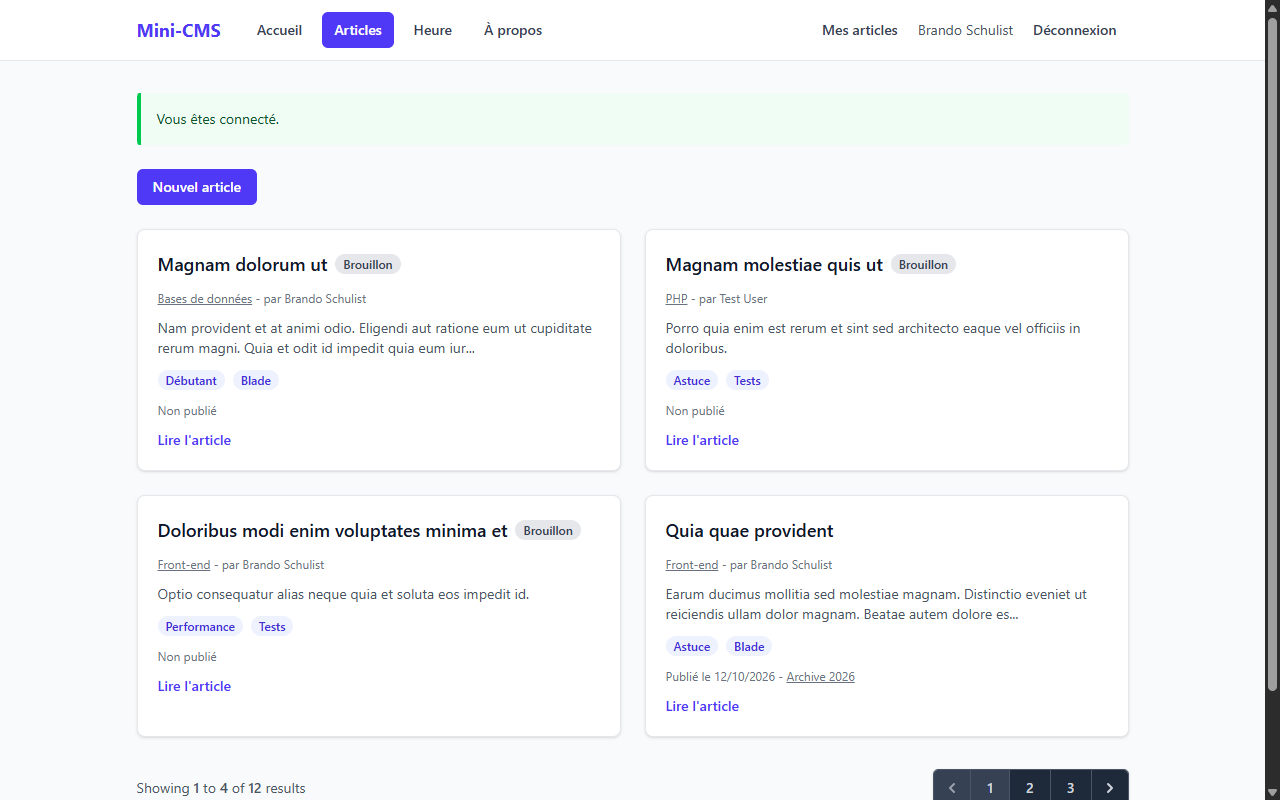 Mini-CMS Accueil Articles Heure À propos Mes articles Brando Schulist Déconnexion
Vous êtes connecté.
Nouvel article
Magnam dolorum ut Brouillon
Bases de données - par Brando Schulist
Nam provident et at animi odio. Eligendi aut ratione eum ut cupiditate
rerum magni. Quia et odit id impedit quia eum iur...
Débutant Blade
Non publié
Lire l'article
Magnam molestiae quis ut Brouillon
PHP - par Test User
Porro quia enim est rerum et sint sed architecto eaque vel officiis in
doloribus.
Astuce Tests
Non publié
Lire l'article
Doloribus modi enim voluptates minima et Brouillon
Front-end - par Brando Schulist
Optio consequatur alias neque quia et soluta eos impedit id.
Performance Tests
Non publié
Lire l'article
Quia quae provident
Front-end - par Brando Schulist
Earum ducimus mollitia sed molestiae magnam. Distinctio eveniet ut
reiciendis ullam dolor magnam. Beatae autem dolore es...
Astuce Blade
Publié le 12/10/2026 - Archive 2026
Lire l'article
Showing 1 to 4 of 12 results
1 2 3